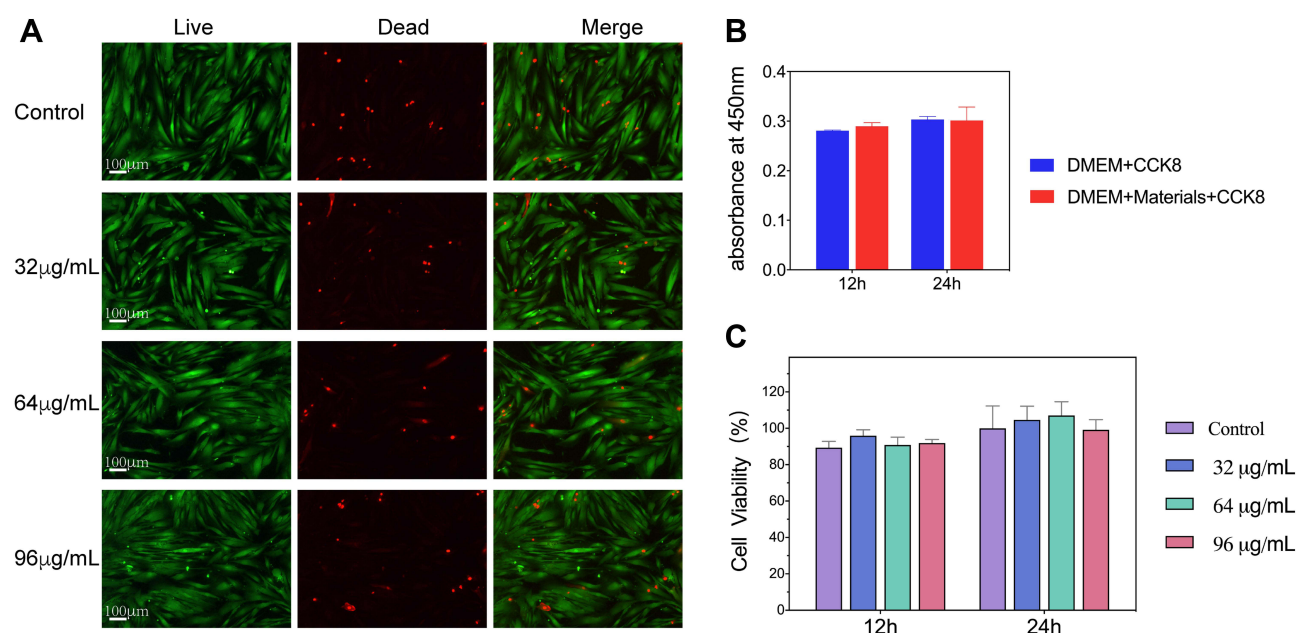 A
Live Dead Merge
Control
100μm
32μg/mL
100μm
64μg/mL
100μm
96μg/mL
100μm
B
absorbance at 450nm
0.4
0.3
0.2
0.1
0.0
12h 24h
DMEM+CCK8
DMEM+Materials+CCK8
C
Cell Viability (%)
120
100
80
60
40
20
0
12h 24h
Control
32 μg/mL
64 μg/mL
96 μg/mL